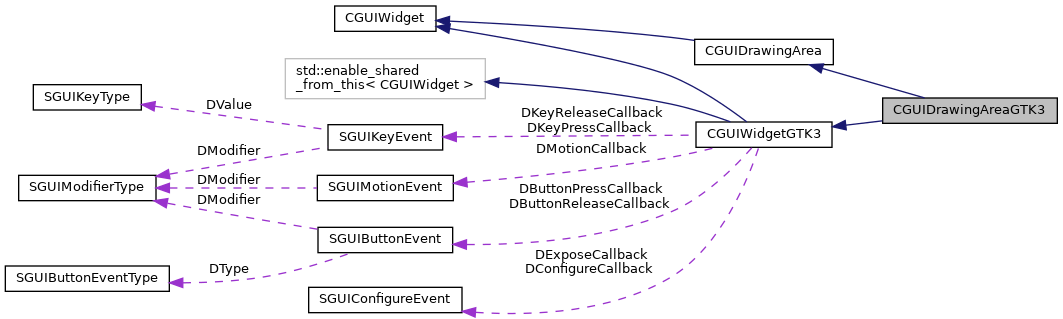 CGUIWidget
CGUIDrawingArea
std::enable_shared
_from_this< CGUIWidget >
SGUIKeyType
DValue
CGUIDrawingAreaGTK3
DKeyReleaseCallback
DKeyPressCallback
SGUIKeyEvent
CGUIWidgetGTK3
DModifier
DMotionCallback
DModifier
SGUIModifierType
SGUIMotionEvent
DModifier
DButtonPressCallback
DButtonReleaseCallback
SGUIButtonEvent
DExposeCallback
DConfigureCallback
DType
SGUIButtonEventType
SGUIConfigureEvent